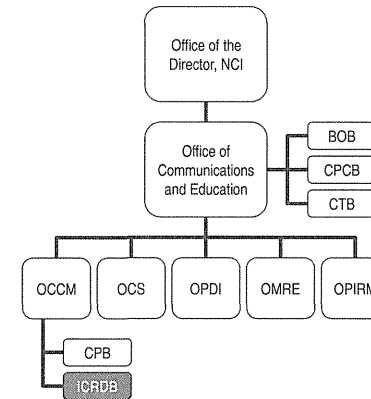 Office of the
Director, NCI
Office of
Communications
and Education
BOB
CPCB
CTB
OCCM
OCS
OPDI
OMRE
OPIRM
CPB
ICRDB